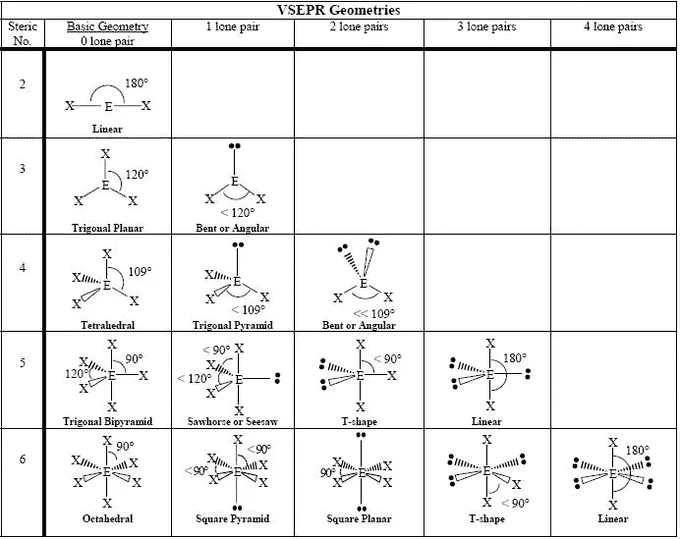 VSEPR Geometries
Steric No. Basic Geometry 0 lone pair 1 lone pair 2 lone pairs 3 lone pairs 4 lone pairs
2
180°
X E X
Linear
3
X
120°
E
X X
Trigonal Planar
E
X X
< 120°
Bent or Angular
4
X
X 109°
E
X X
Tetrahedral
X E
X X
< 109°
Trigonal Pyramid
E
X X
<< 109°
Bent or Angular
5
X
X 90°
120° E X
X
X
Trigonal Bipyramid
< 90° X
X
< 120° E
X
X
Sawhorse or Seesaw
X
< 90°
E X
X
T-shape
X
180°
E
X
Linear
6
X
90°
X X
E
X X
X
Octahedral
X
<90°
X X
<90° E
X X
Square Pyramid
X X
90° E
X X
Square Planar
X
E
X
X < 90°
T-shape
X
180°
E
X
Linear